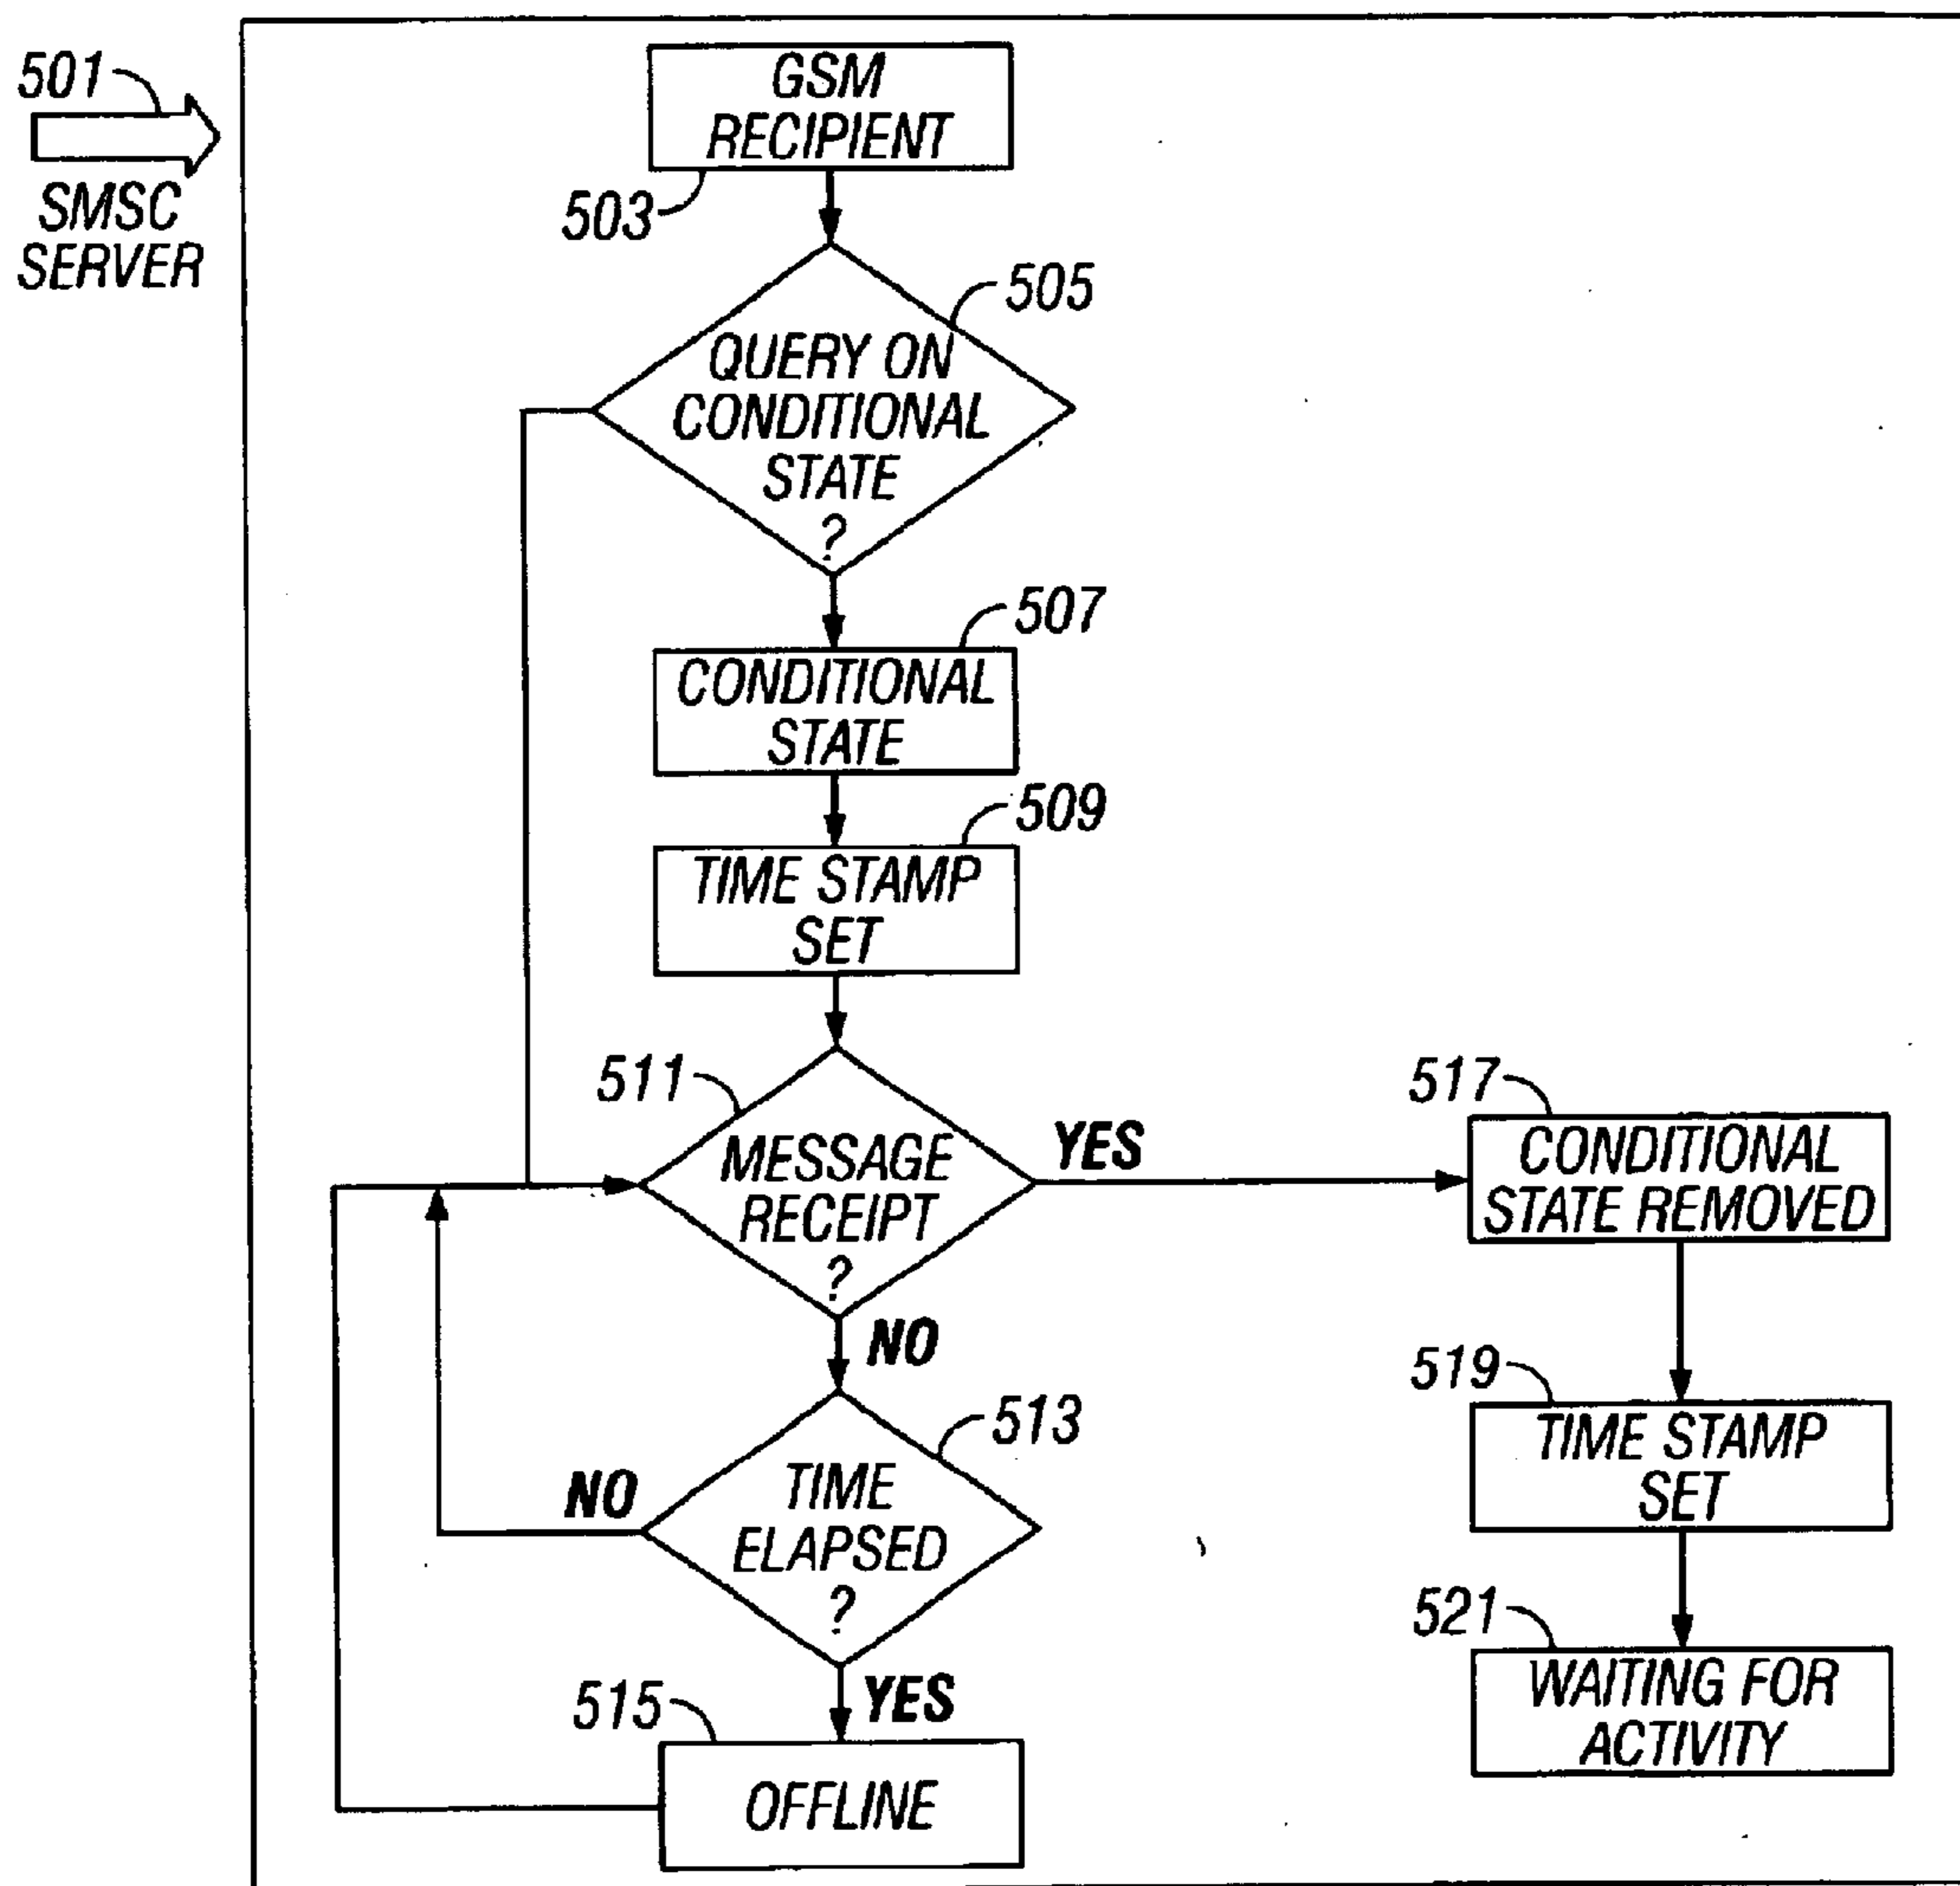 501
SMSC
SERVER
GSM
RECIPIENT
503
505
QUERY ON
CONDITIONAL
STATE
?
507
CONDITIONAL
STATE
509
TIME STAMP
SET
511
MESSAGE
RECEIPT
?
YES
NO
517
CONDITIONAL
STATE REMOVED
513
TIME
ELAPSED
?
NO
YES
519
TIME STAMP
SET
515
OFFLINE
521
WAITING FOR
ACTIVITY